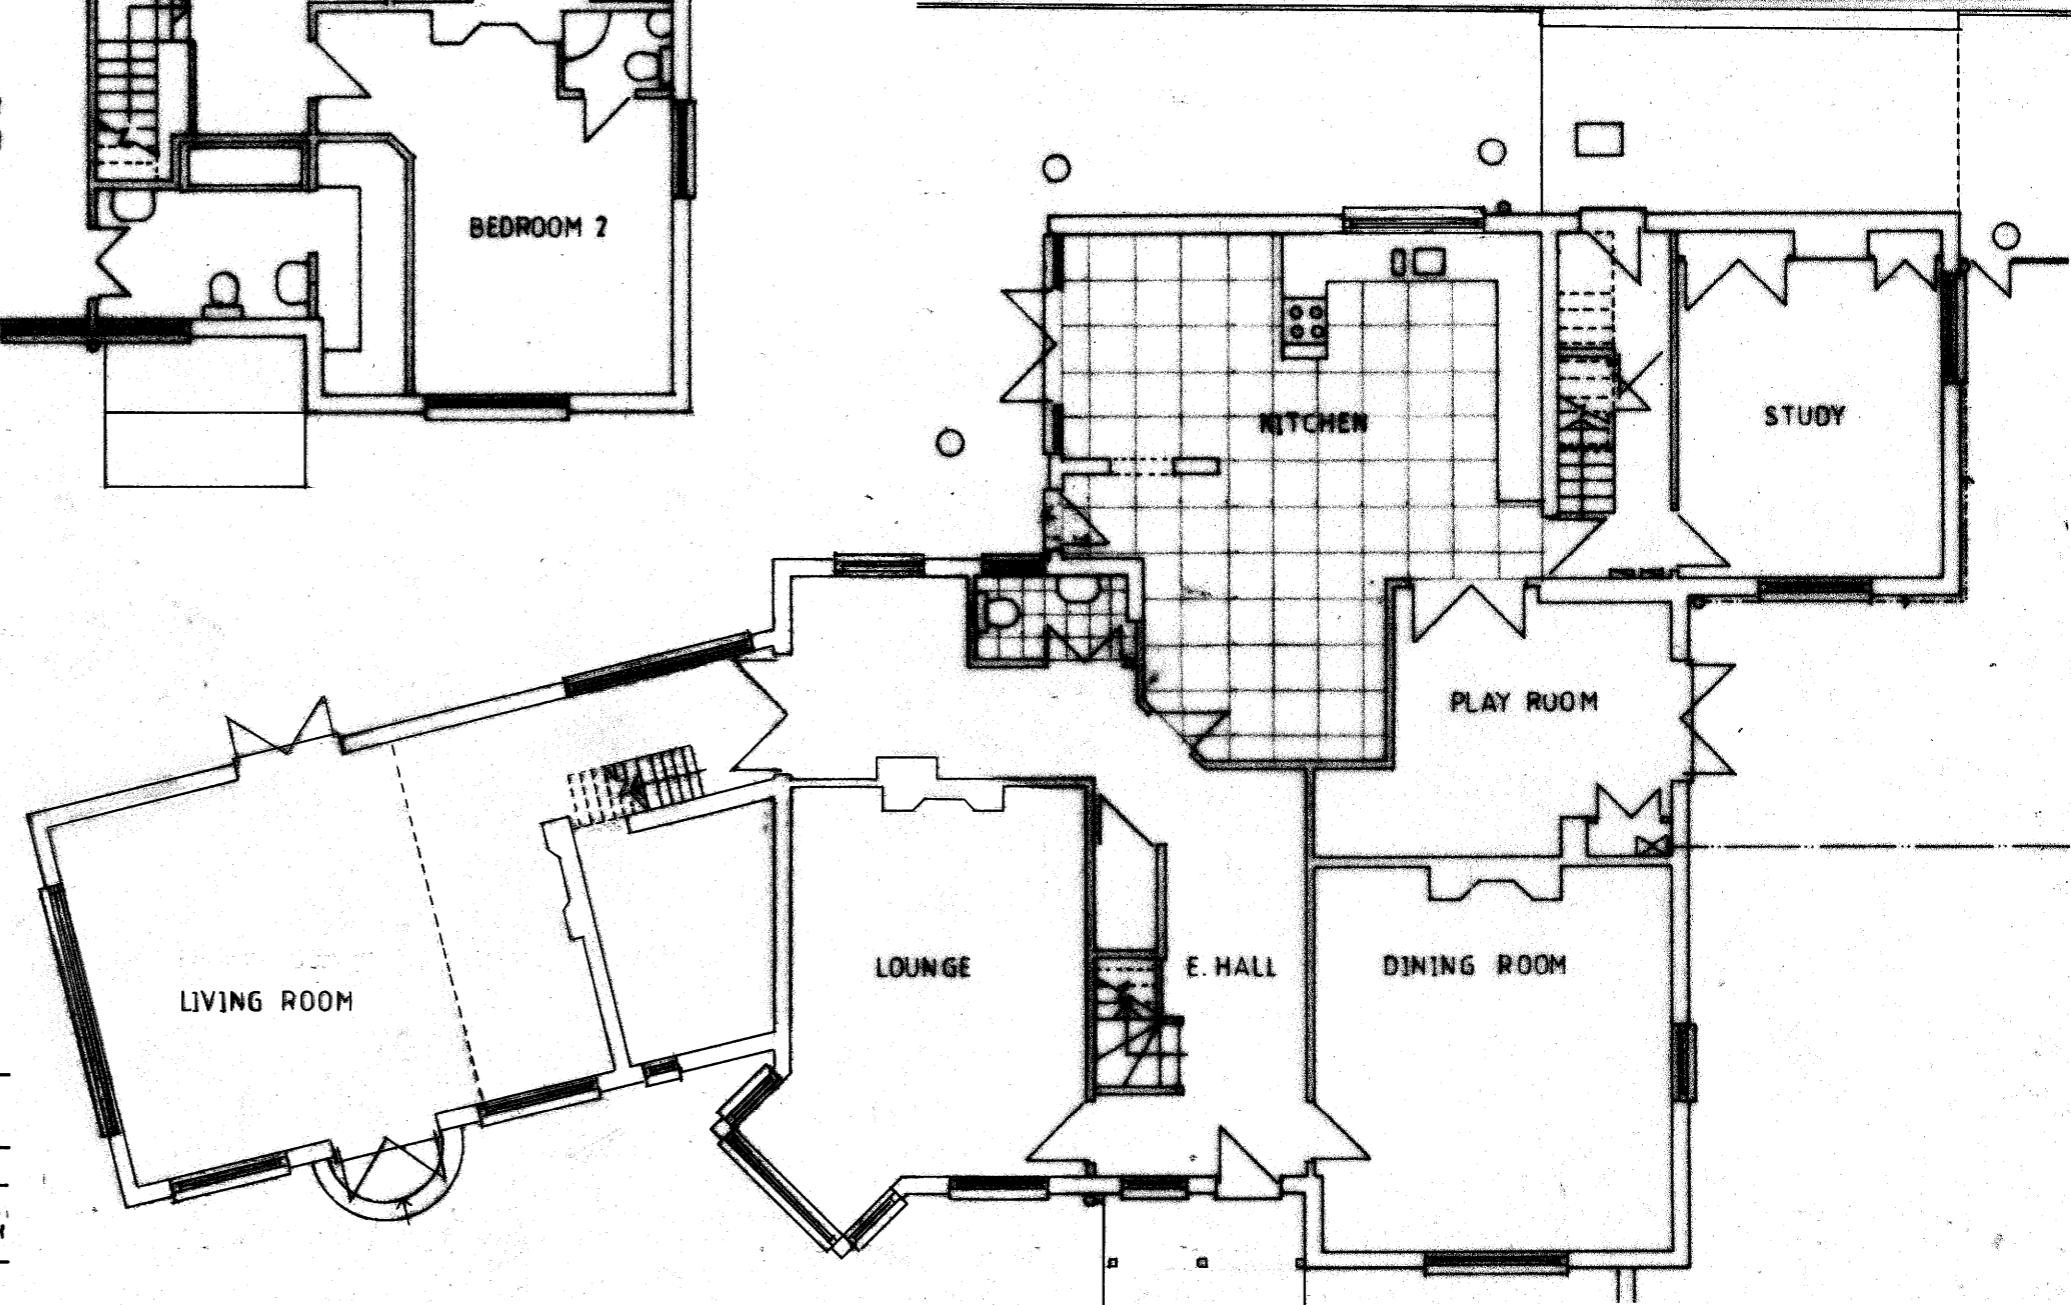 BEDROOM 2
KITCHEN
STUDY
PLAY ROOM
LOUNGE
E. HALL
DINING ROOM
LIVING ROOM